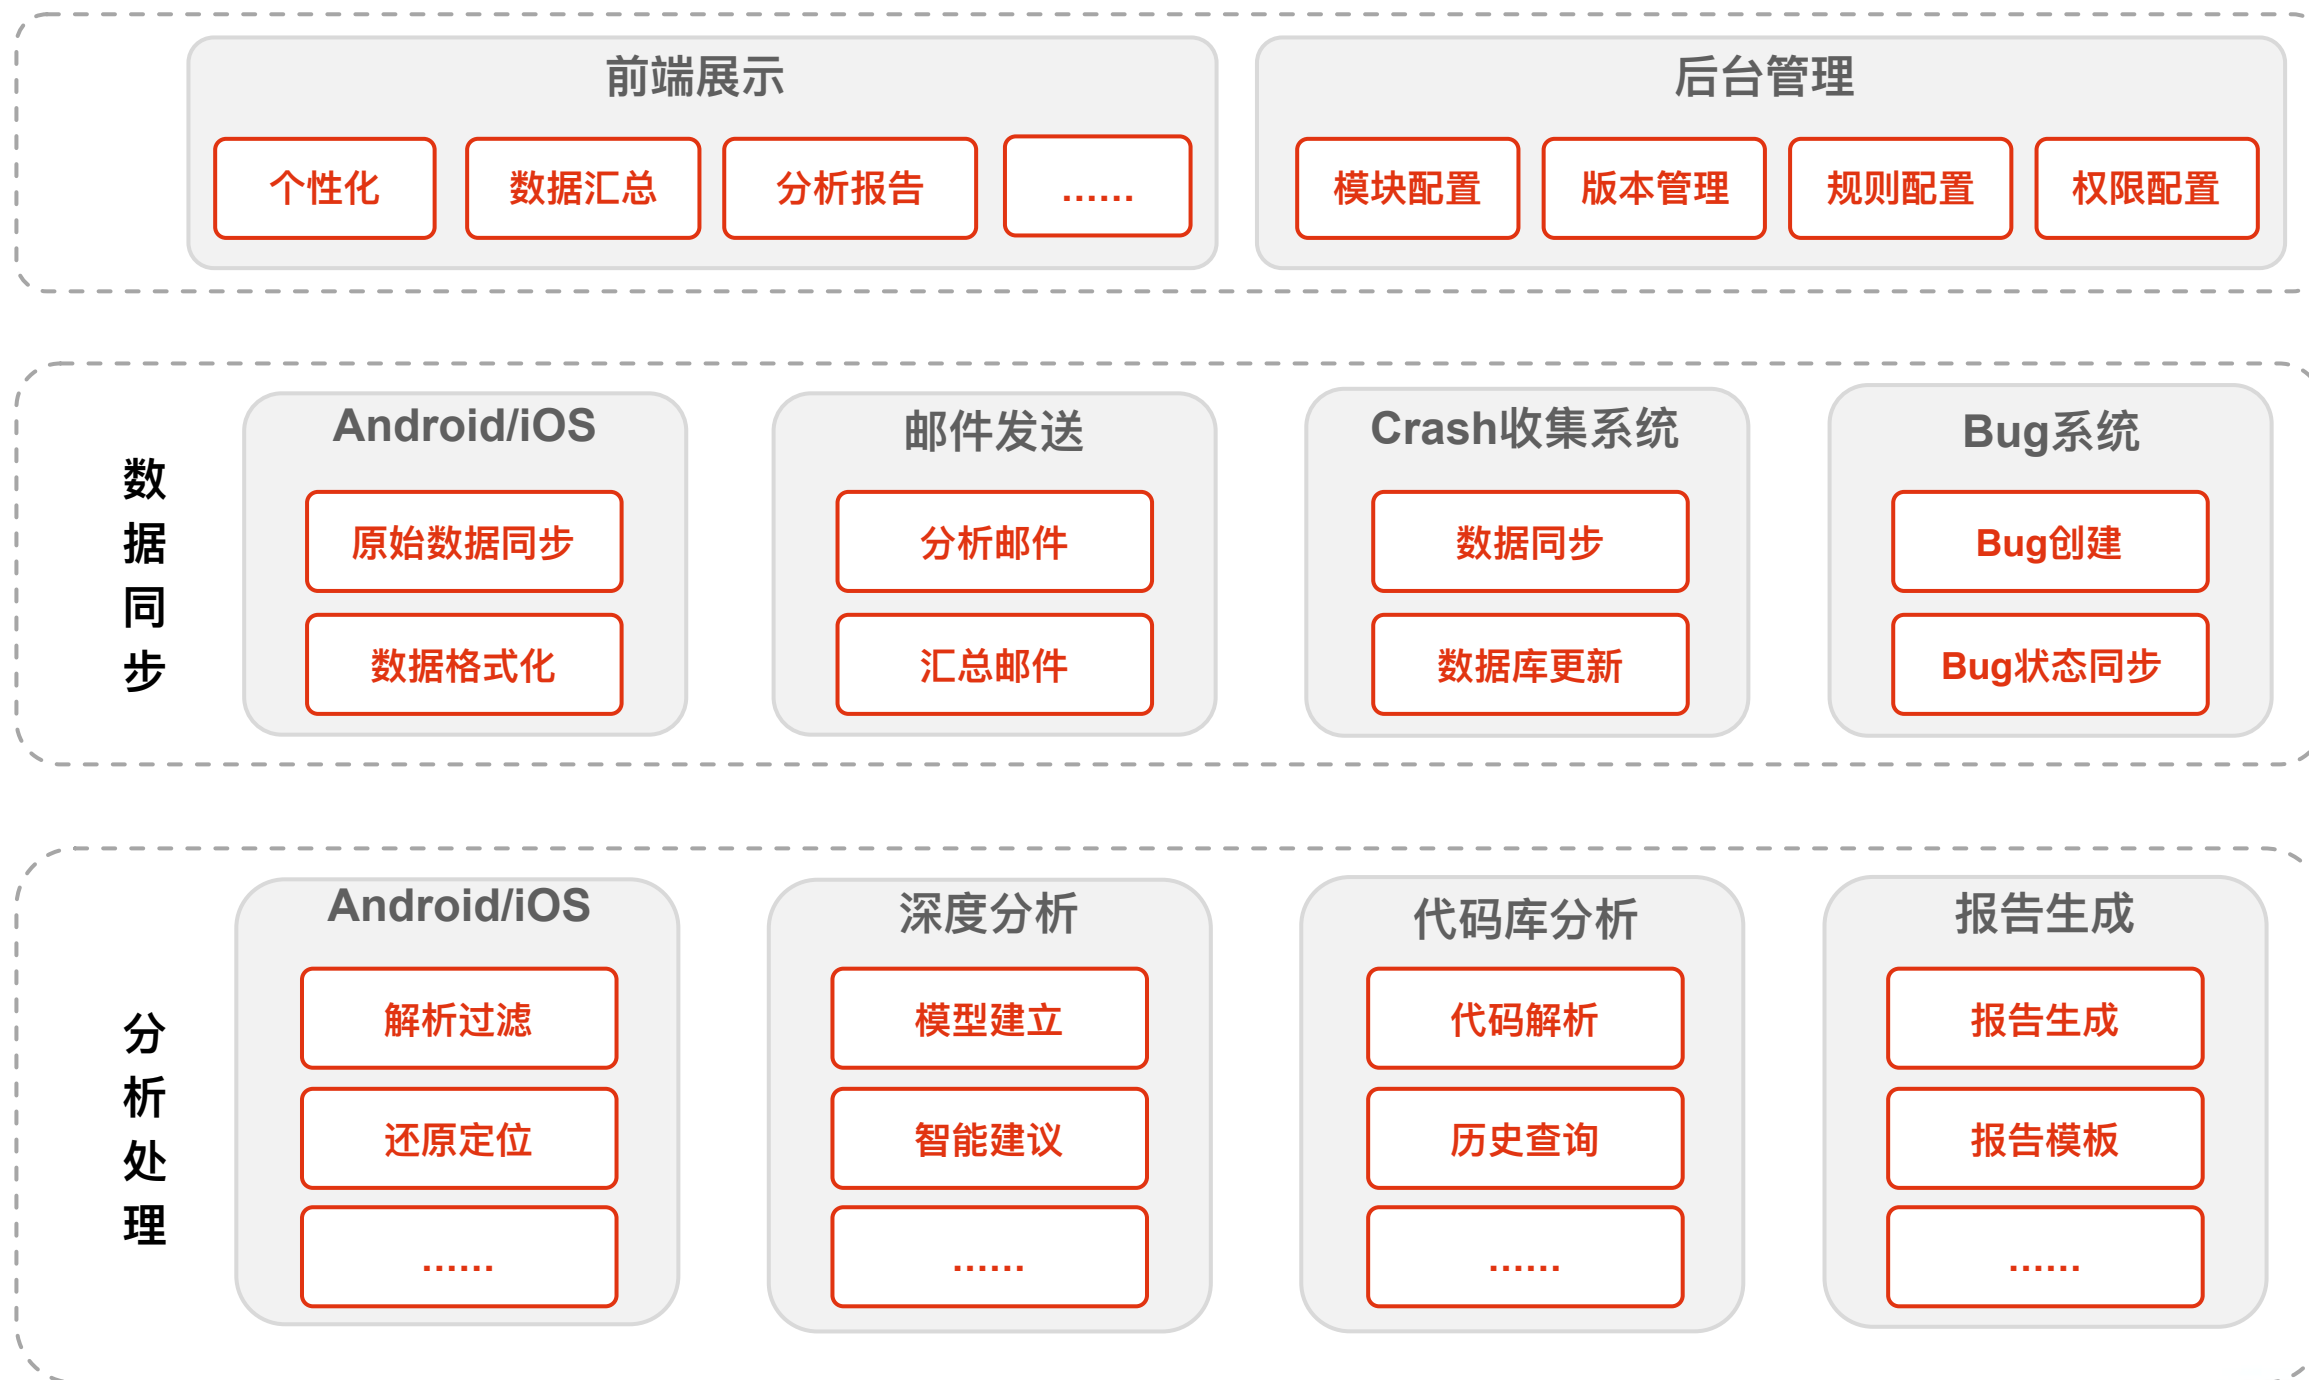 前端展示
个性化
数据汇总
分析报告
......
后台管理
模块配置
版本管理
规则配置
权限配置
数据同步
Android/iOS
原始数据同步
数据格式化
邮件发送
分析邮件
汇总邮件
Crash收集系统
数据同步
数据库更新
Bug系统
Bug创建
Bug状态同步
分析处理
Android/iOS
解析过滤
还原定位
......
深度分析
模型建立
智能建议
......
代码库分析
代码解析
历史查询
......
报告生成
报告生成
报告模板
......